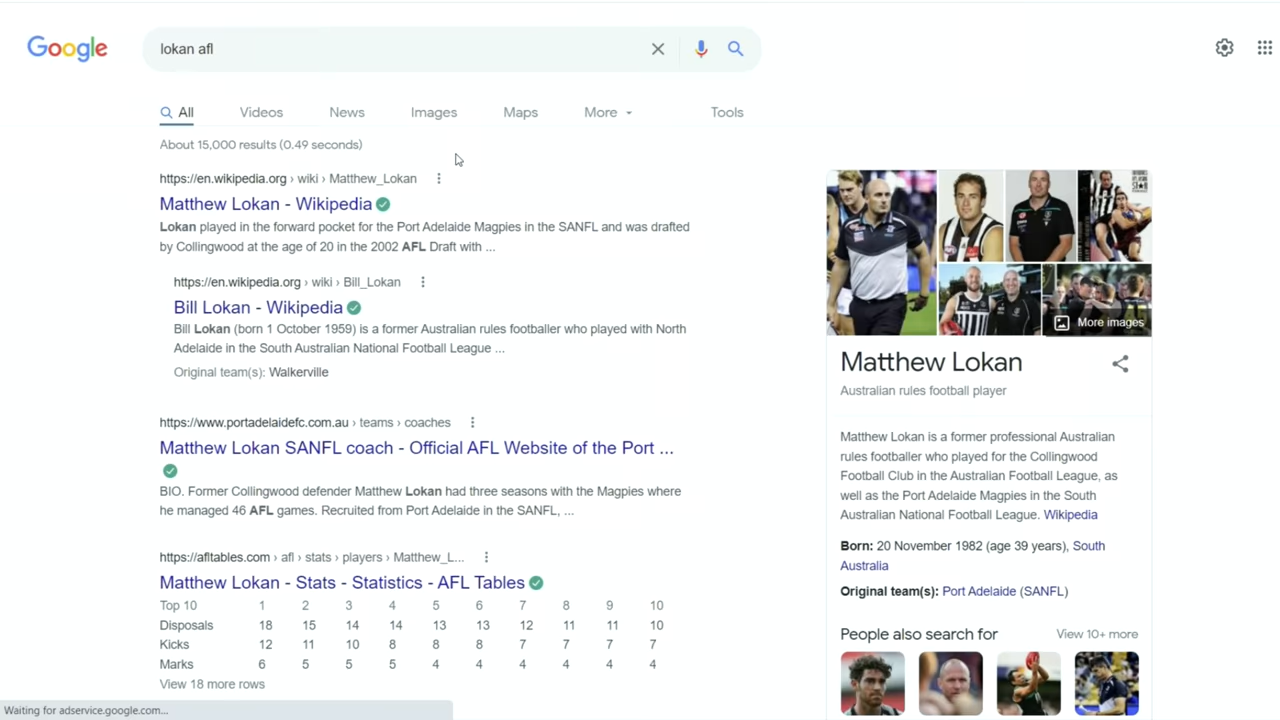 Google
lokan afl
All Videos News Images Maps More Tools
About 15,000 results (0.49 seconds)
https://en.wikipedia.org › wiki › Matthew_Lokan
Matthew Lokan - Wikipedia
Lokan played in the forward pocket for the Port Adelaide Magpies in the SANFL and was drafted
by Collingwood at the age of 20 in the 2002 AFL Draft with ...
https://en.wikipedia.org › wiki › Bill_Lokan
Bill Lokan - Wikipedia
Bill Lokan (born 1 October 1959) is a former Australian rules footballer who played with North
Adelaide in the South Australian National Football League ...
Original team(s): Walkerville
https://www.portadelaidefc.com.au › teams › coaches
Matthew Lokan SANFL coach - Official AFL Website of the Port ...
BIO. Former Collingwood defender Matthew Lokan had three seasons with the Magpies where
he managed 46 AFL games. Recruited from Port Adelaide in the SANFL, ...
https://afltables.com › afl › stats › players › Matthew_L...
Matthew Lokan - Stats - Statistics - AFL Tables
Top 10 1 2 3 4 5 6 7 8 9 10
Disposals 18 15 14 14 13 13 12 11 11 10
Kicks 12 11 10 8 8 8 7 7 7 7
Marks 6 5 5 5 4 4 4 4 4 4
View 18 more rows
Waiting for adservice.google.com...
More images
Matthew Lokan
Australian rules football player
Matthew Lokan is a former professional Australian
rules footballer who played for the Collingwood
Football Club in the Australian Football League, as
well as the Port Adelaide Magpies in the South
Australian National Football League. Wikipedia
Born: 20 November 1982 (age 39 years), South
Australia
Original team(s): Port Adelaide (SANFL)
People also search for View 10+ more